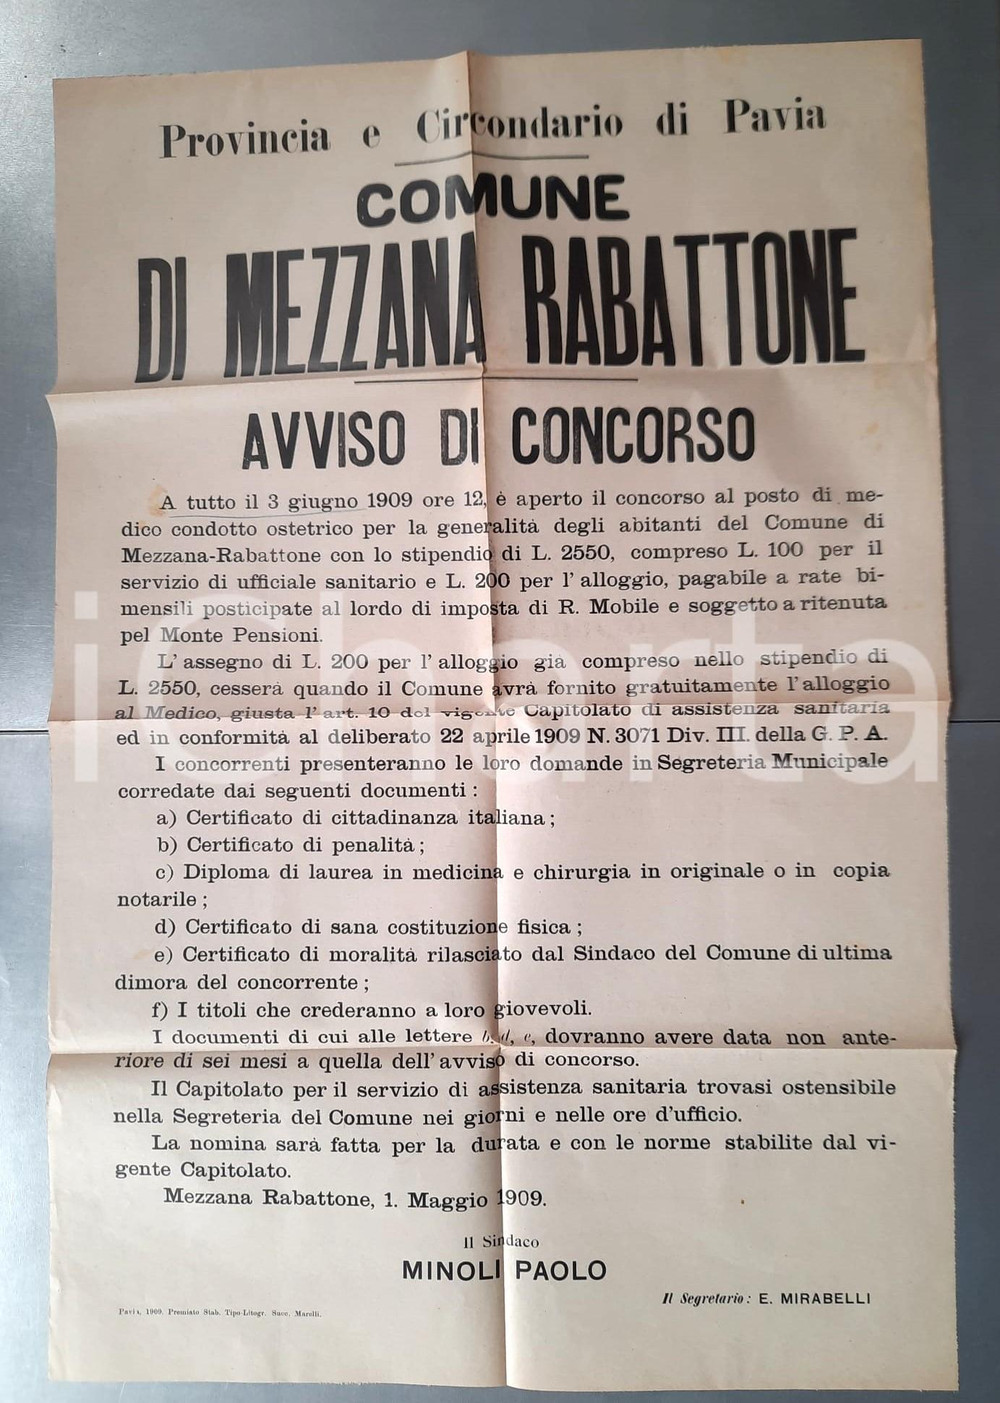 Provincia e Circondario di Pavia
COMUNE
DI MEZZANA RABATTONE
AVVISO DI CONCORSO
A tutto il 3 giugno 1909 ore 12, è aperto il concorso al posto di me-
dico condotto ostetrico per la generalità degli abitanti del Comune di
Mezzana-Rabattone con lo stipendio di L. 2550, compreso L. 100 per il
servizio di ufficiale sanitario e L. 200 per l' alloggio, pagabile a rate bi-
mensili posticipate al lordo di imposta di R. Mobile e soggetto a ritenuta
pel Monte Pensioni.
L' assegno di L. 200 per l' alloggio già compreso nello stipendio di
L. 2550, cesserà quando il Comune avrà fornito gratuitamente l'alloggio
al Medico, giusta l' art. 10 del vigente Capitolato di assistenza sanitaria
ed in conformità al deliberato 22 aprile 1909 N. 3071 Div. III. della G. P. A.
I concorrenti presenteranno le loro domande in Segreteria Municipale
corredate dai seguenti documenti :
a) Certificato di cittadinanza italiana ;
b) Certificato di penalità ;
c) Diploma di laurea in medicina e chirurgia in originale o in copia
notarile ;
d) Certificato di sana costituzione fisica ;
e) Certificato di moralità rilasciato dal Sindaco del Comune di ultima
dimora del concorrente ;
f) I titoli che crederanno a loro giovevoli.
I documenti di cui alle lettere b, d, e, dovranno avere data non ante-
riore di sei mesi a quella dell' avviso di concorso.
Il Capitolato per il servizio di assistenza sanitaria trovasi ostensibile
nella Segreteria del Comune nei giorni e nelle ore d'ufficio.
La nomina sarà fatta per la durata e con le norme stabilite dal vi-
gente Capitolato.
Mezzana Rabattone, 1. Maggio 1909.
Il Sindaco
MINOLI PAOLO
Il Segretario : E. MIRABELLI
Pavia, 1909. Premiato Stab. Tipo-Litogr. Succ. Marelli.
iCharta